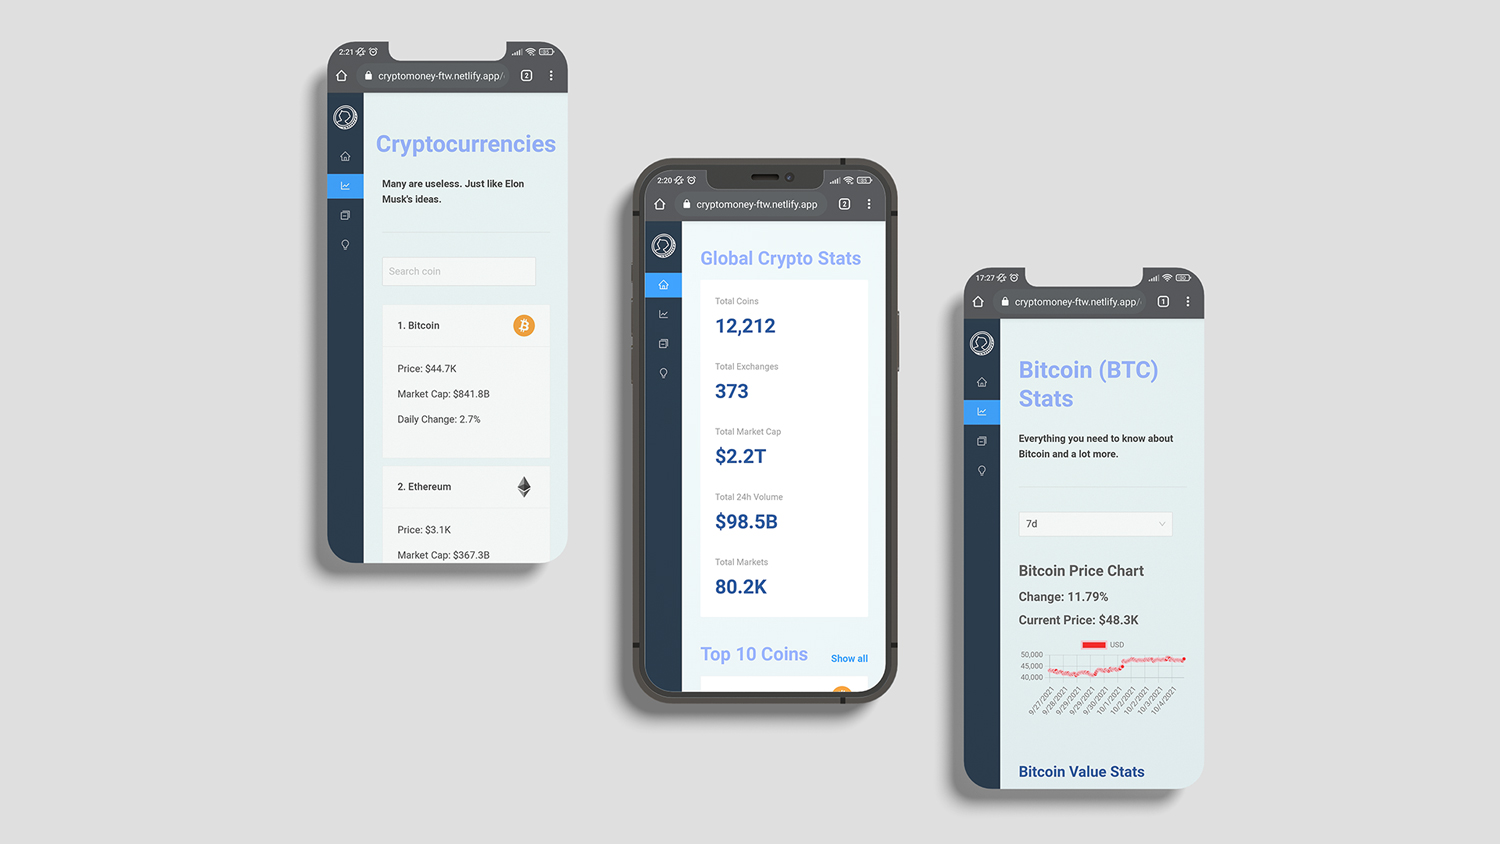 2:21
cryptomoney-ftw.netlify.app/
2
Cryptocurrencies
Many are useless. Just like Elon
Musk's ideas.
Search coin
1. Bitcoin
Price: $44.7K
Market Cap: $841.8B
Daily Change: 2.7%
2. Ethereum
Price: $3.1K
Market Cap: $367.3B
2:20
cryptomoney-ftw.netlify.app
2
Global Crypto Stats
Total Coins
12,212
Total Exchanges
373
Total Market Cap
$2.2T
Total 24h Volume
$98.5B
Total Markets
80.2K
Top 10 Coins
Show all
17:27
cryptomoney-ftw.netlify.app/
1
Bitcoin (BTC)
Stats
Everything you need to know about
Bitcoin and a lot more.
7d
Bitcoin Price Chart
Change: 11.79%
Current Price: $48.3K
USD
50,000
45,000
40,000
9/27/2021
9/28/2021
9/29/2021
9/29/2021
9/30/2021
10/1/2021
10/2/2021
10/2/2021
10/3/2021
10/4/2021
Bitcoin Value Stats